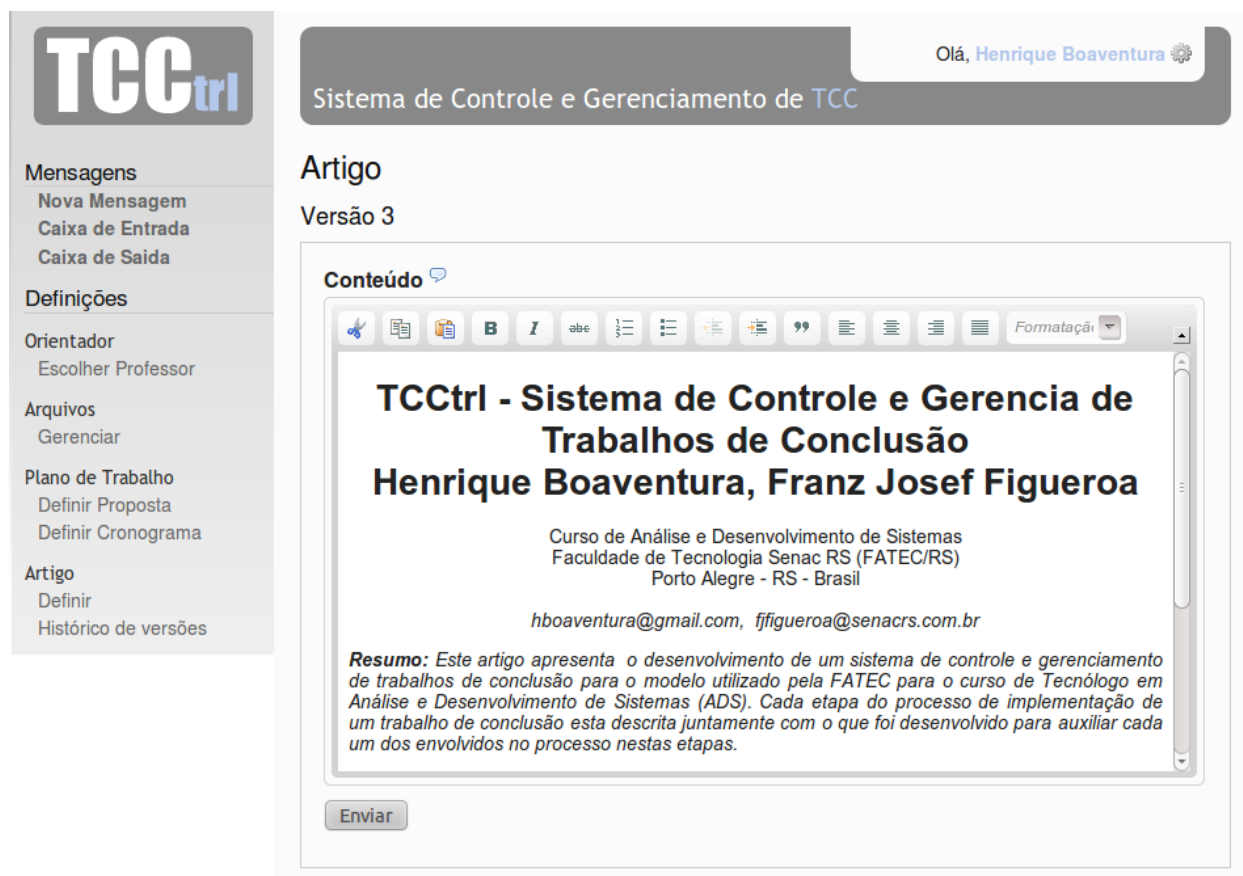 TCCtrl
Olá, Henrique Boaventura
Sistema de Controle e Gerenciamento de TCC
Mensagens
Nova Mensagem
Caixa de Entrada
Caixa de Saida
Definições
Orientador
Escolher Professor
Arquivos
Gerenciar
Plano de Trabalho
Definir Proposta
Definir Cronograma
Artigo
Definir
Histórico de versões
Artigo
Versão 3
Conteúdo
B I abc Formataçã
TCCtrl - Sistema de Controle e Gerencia de
Trabalhos de Conclusão
Henrique Boaventura, Franz Josef Figueroa
Curso de Análise e Desenvolvimento de Sistemas
Faculdade de Tecnologia Senac RS (FATEC/RS)
Porto Alegre - RS - Brasil
hboaventura@gmail.com, fjfigueroa@senacrs.com.br
Resumo: Este artigo apresenta o desenvolvimento de um sistema de controle e gerenciamento
de trabalhos de conclusão para o modelo utilizado pela FATEC para o curso de Tecnólogo em
Análise e Desenvolvimento de Sistemas (ADS). Cada etapa do processo de implementação de
um trabalho de conclusão esta descrita juntamente com o que foi desenvolvido para auxiliar cada
um dos envolvidos no processo nestas etapas.
Enviar